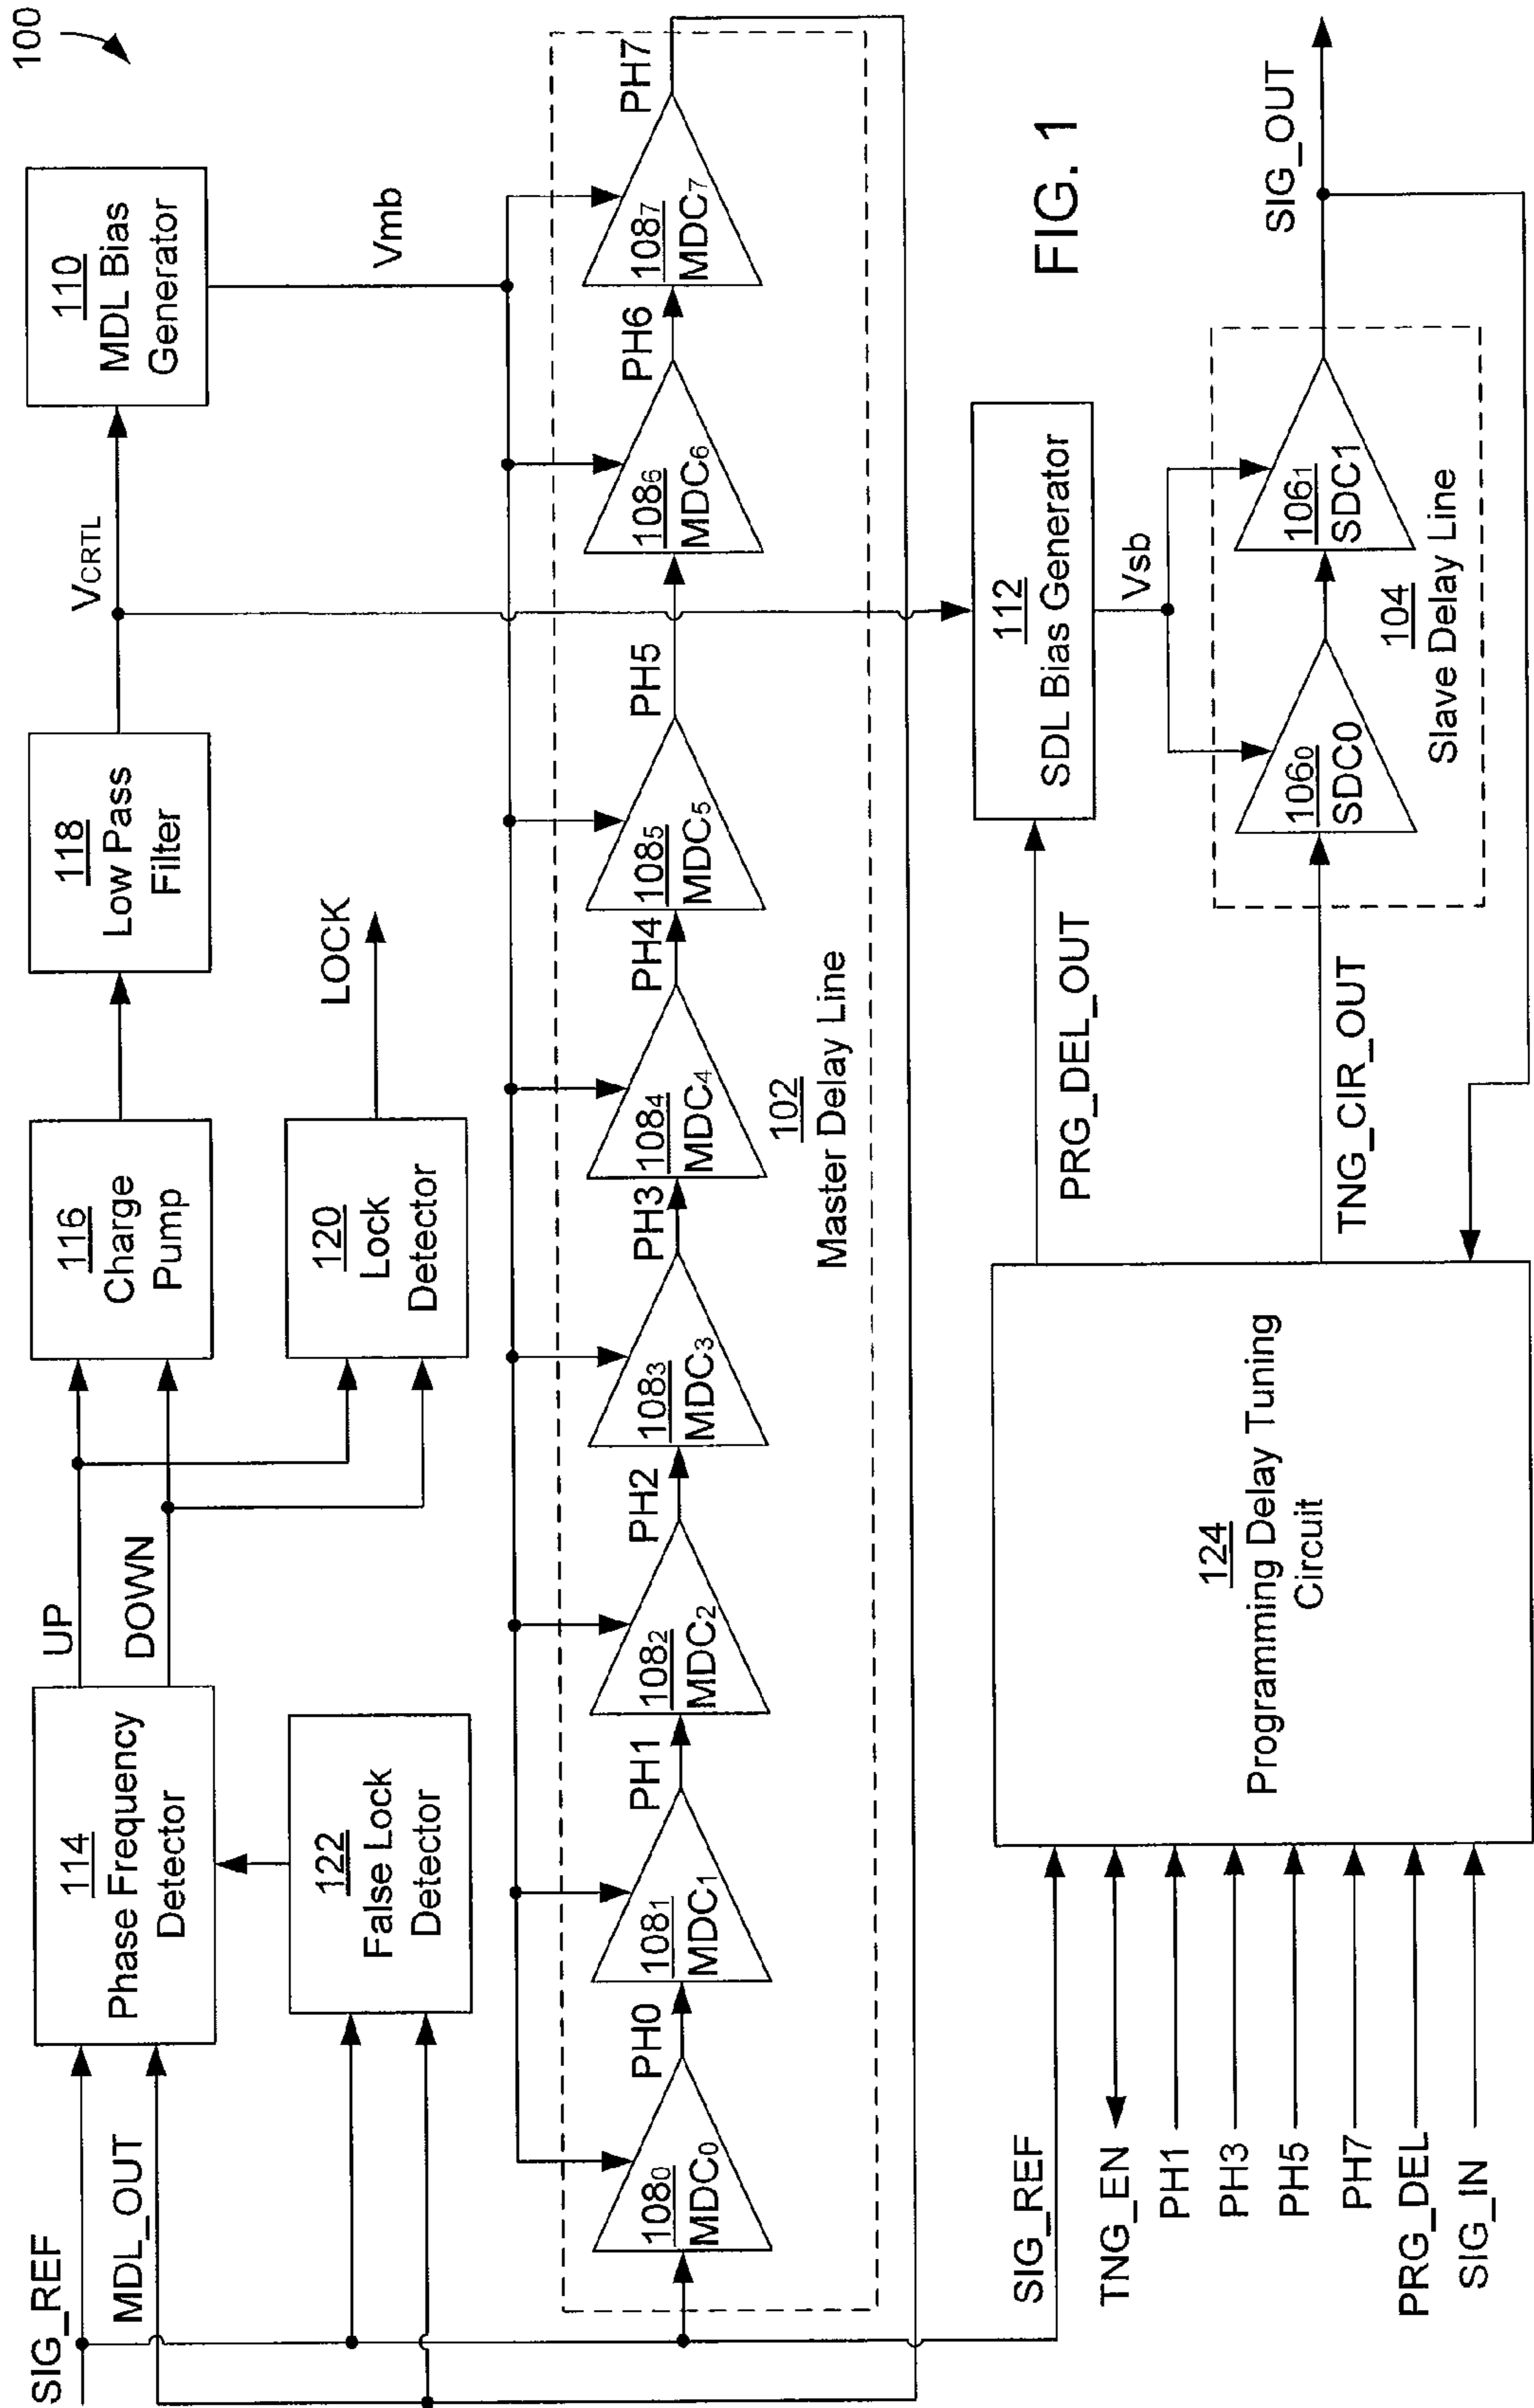 100
SIG_REF
MDL_OUT
114
Phase Frequency
Detector
UP
DOWN
116
Charge
Pump
118
Low Pass
Filter
VCRTL
110
MDL Bias
Generator
122
False Lock
Detector
120
Lock
Detector
LOCK
Vmb
1080
MDC0
PH0
1081
MDC1
PH1
1082
MDC2
PH2
1083
MDC3
PH3
1084
MDC4
PH4
1085
MDC5
PH5
1086
MDC6
PH6
1087
MDC7
PH7
102
Master Delay Line
SIG_REF
TNG_EN
PH1
PH3
PH5
PH7
PRG_DEL
SIG_IN
124
Programming Delay Tuning
Circuit
PRG_DEL_OUT
TNG_CIR_OUT
112
SDL Bias Generator
Vsb
1060
SDC0
1061
SDC1
104
Slave Delay Line
SIG_OUT
FIG. 1